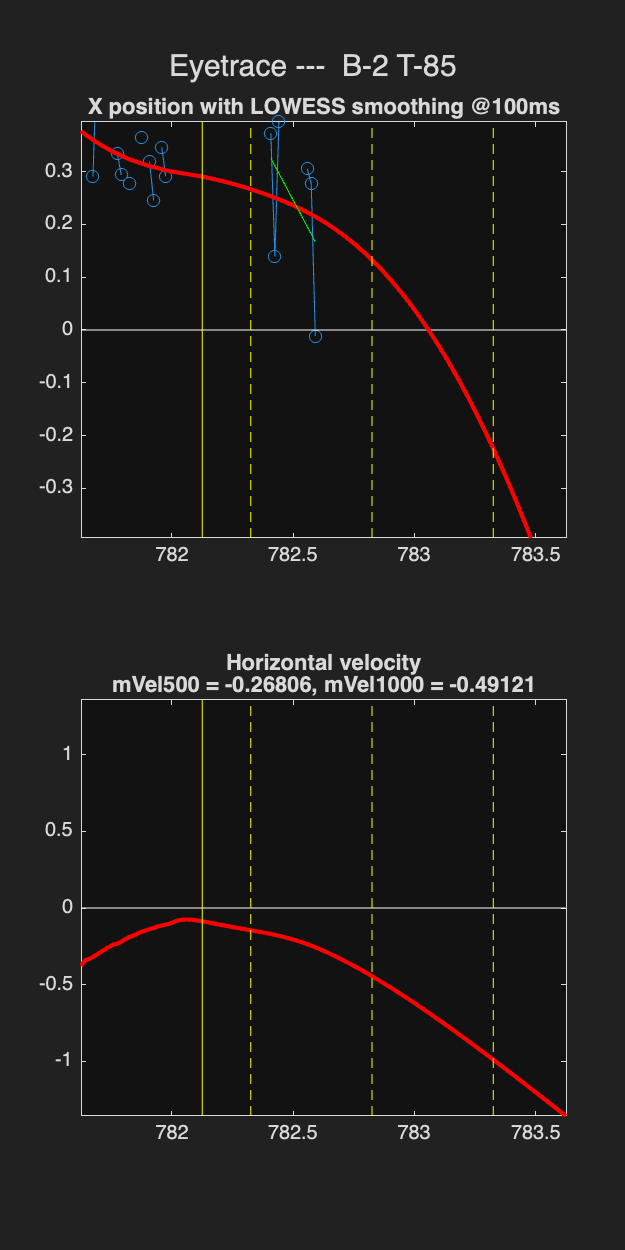 Eyetrace ---  B-2 T-85
X position with LOWESS smoothing @100ms
0.3
0.2
0.1
0
-0.1
-0.2
-0.3
782 782.5 783 783.5
Horizontal velocity
mVel500 = -0.26806, mVel1000 = -0.49121
1
0.5
0
-0.5
-1
782 782.5 783 783.5